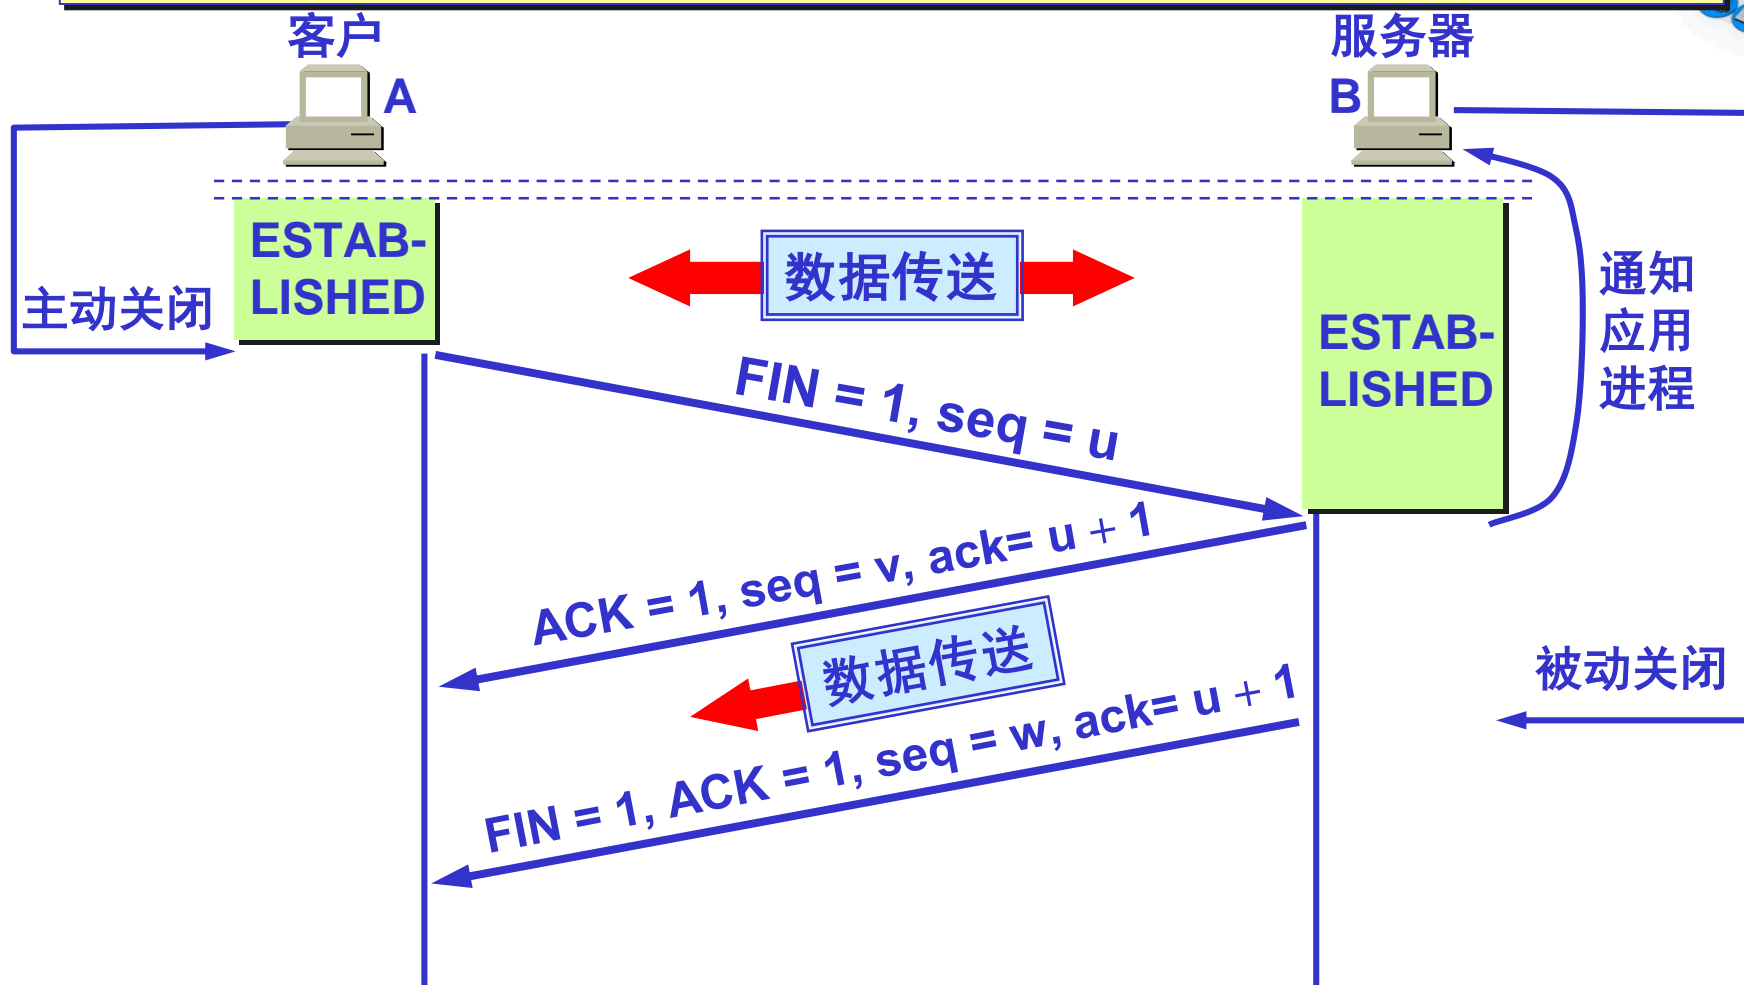 客户
服务器
A
B
ESTAB-
LISHED
数据传送
主动关闭
ESTAB-
LISHED
通知
应用
进程
FIN = 1, seq = u
ACK = 1, seq = v, ack= u + 1
数据传送
被动关闭
FIN = 1, ACK = 1, seq = w, ack= u + 1